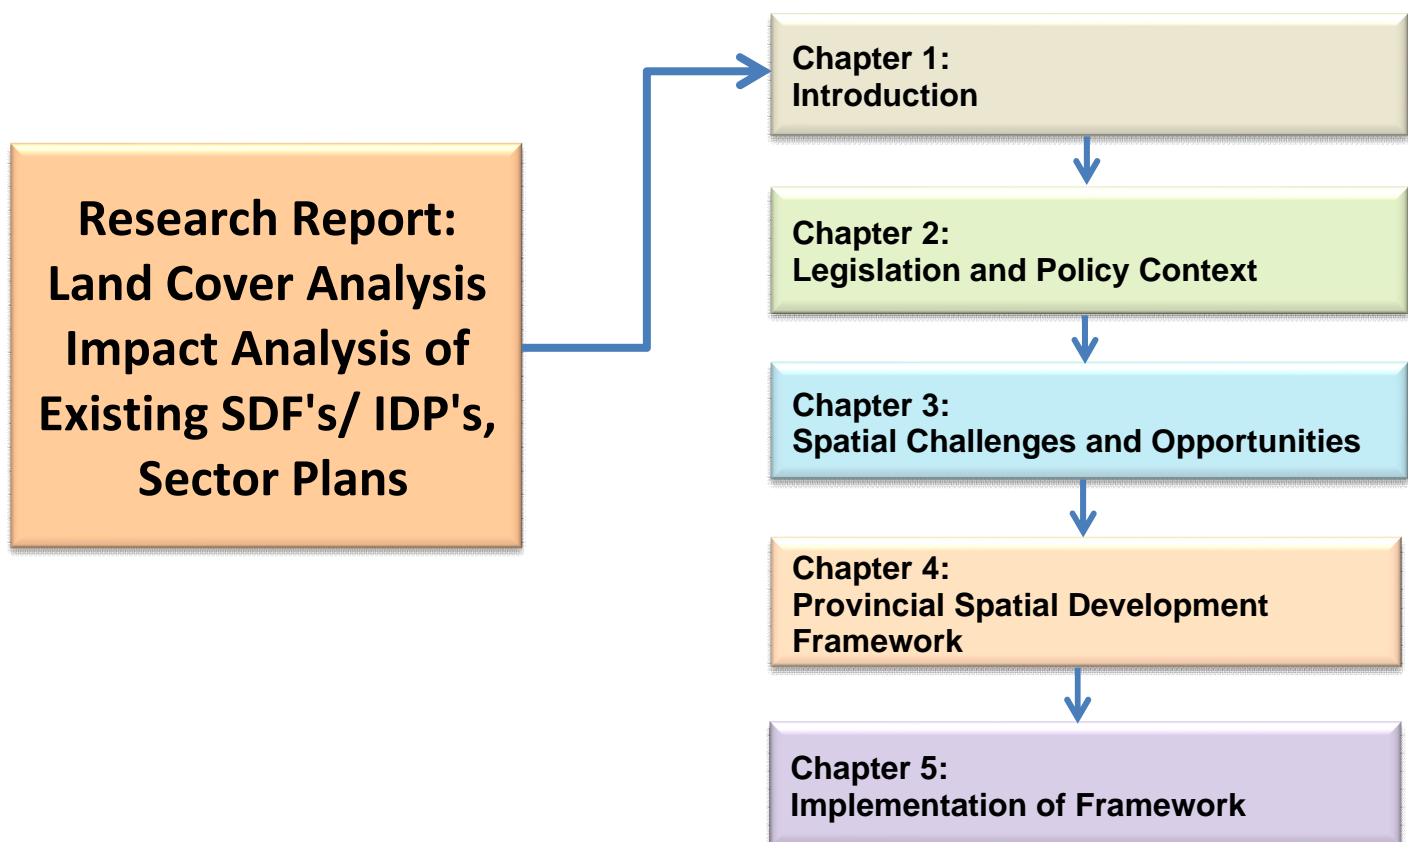 Research Report:
Land Cover Analysis
Impact Analysis of
Existing SDF's/ IDP's,
Sector Plans
Chapter 1:
Introduction
Chapter 2:
Legislation and Policy Context
Chapter 3:
Spatial Challenges and Opportunities
Chapter 4:
Provincial Spatial Development
Framework
Chapter 5:
Implementation of Framework